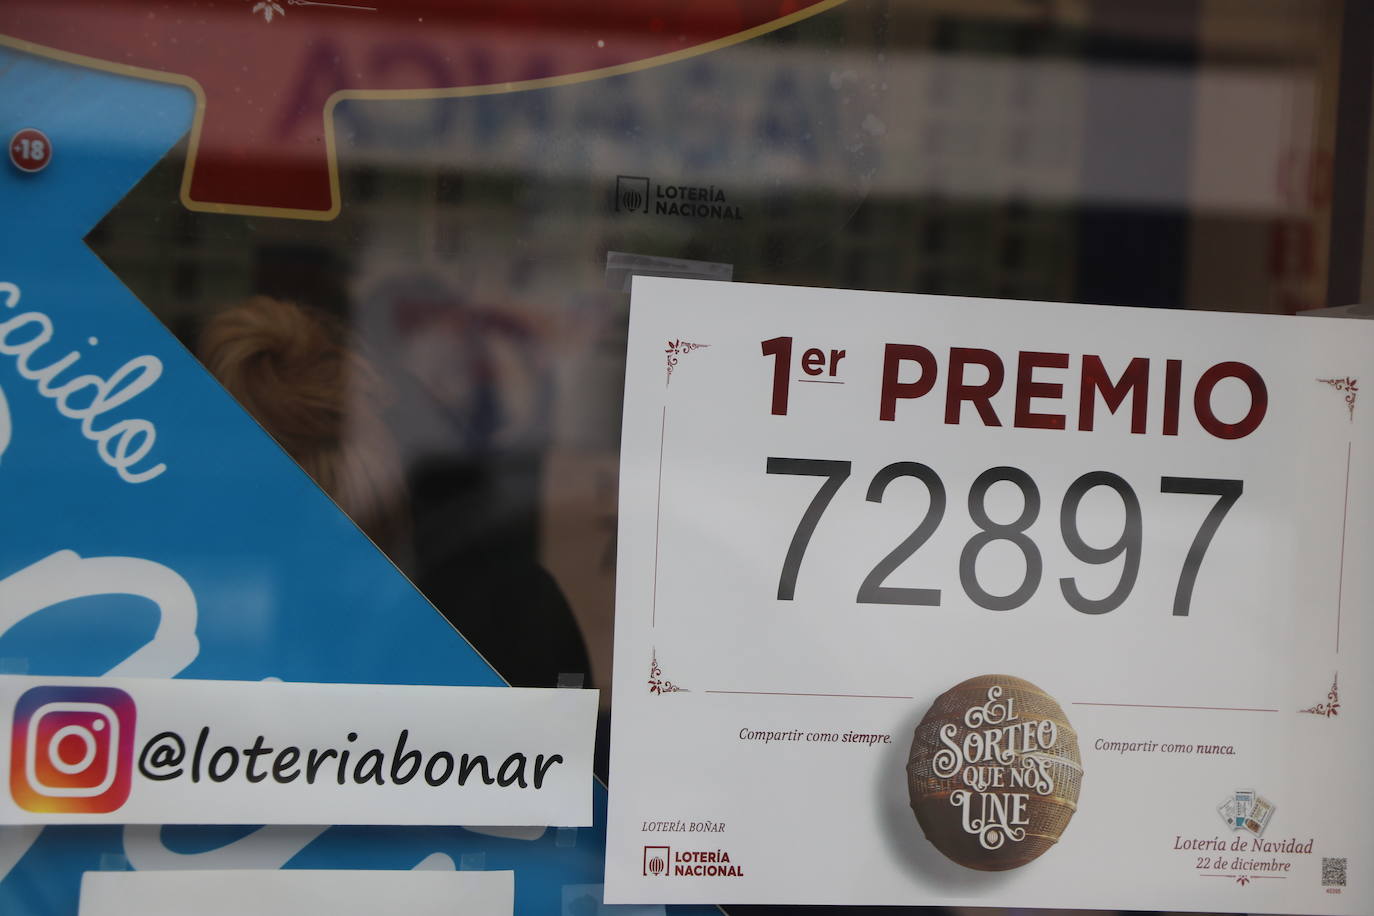 +18
LOTERÍA
NACIONAL
caido
1er PREMIO
72897
@loteriabonar
Compartir como siempre.
EL
SORTEO
QUE NOS
UNE
Compartir como nunca.
LOTERÍA BOÑAR
LOTERÍA
NACIONAL
Lotería de Navidad
22 de diciembre